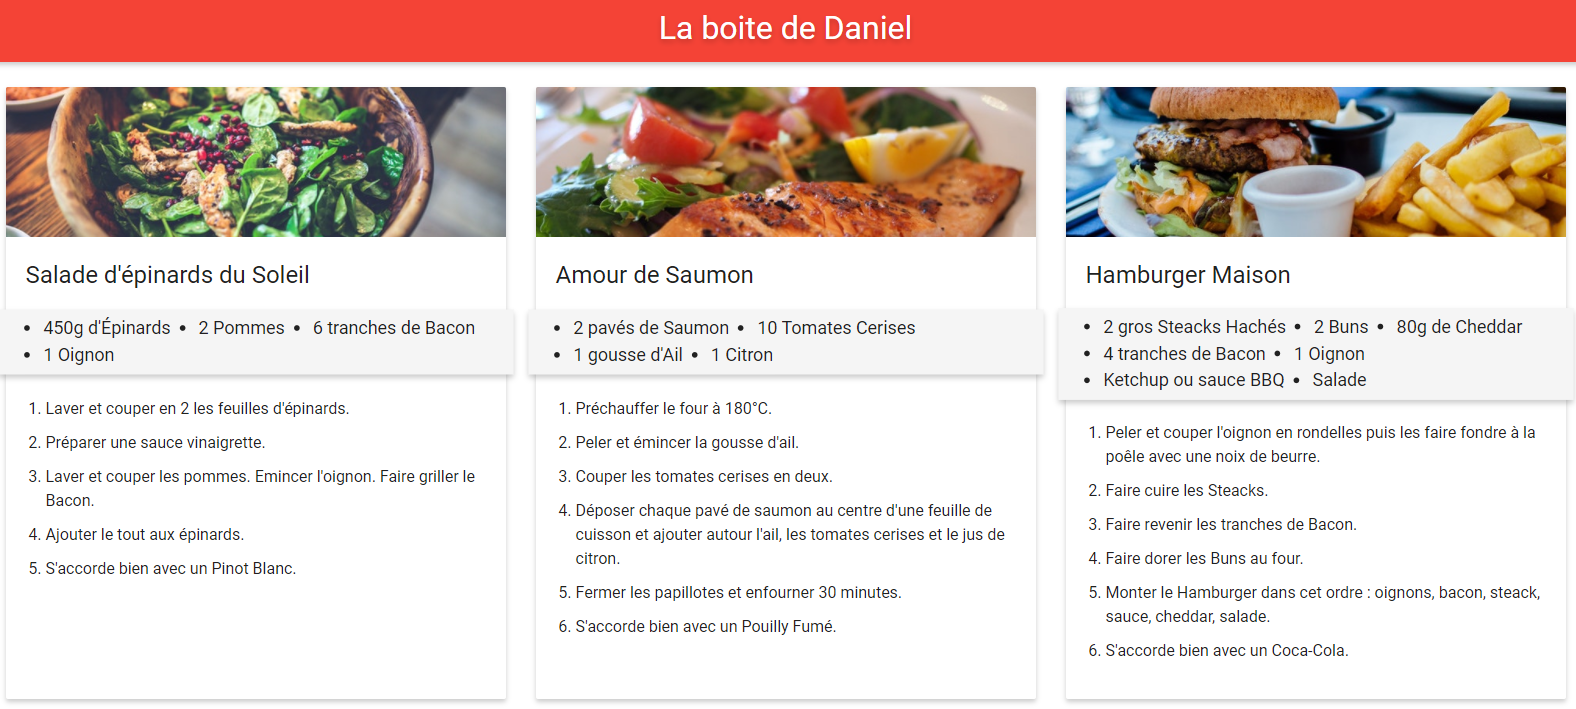 La boite de Daniel
Salade d'épinards du Soleil
• 450g d'Épinards • 2 Pommes • 6 tranches de Bacon
• 1 Oignon
1. Laver et couper en 2 les feuilles d'épinards.
2. Préparer une sauce vinaigrette.
3. Laver et couper les pommes. Emincer l'oignon. Faire griller le
Bacon.
4. Ajouter le tout aux épinards.
5. S'accorde bien avec un Pinot Blanc.
Amour de Saumon
• 2 pavés de Saumon • 10 Tomates Cerises
• 1 gousse d'Ail • 1 Citron
1. Préchauffer le four à 180°C.
2. Peler et émincer la gousse d'ail.
3. Couper les tomates cerises en deux.
4. Déposer chaque pavé de saumon au centre d'une feuille de
cuisson et ajouter autour l'ail, les tomates cerises et le jus de
citron.
5. Fermer les papillotes et enfourner 30 minutes.
6. S'accorde bien avec un Pouilly Fumé.
Hamburger Maison
• 2 gros Steacks Hachés • 2 Buns • 80g de Cheddar
• 4 tranches de Bacon • 1 Oignon
• Ketchup ou sauce BBQ • Salade
1. Peler et couper l'oignon en rondelles puis les faire fondre à la
poêle avec une noix de beurre.
2. Faire cuire les Steacks.
3. Faire revenir les tranches de Bacon.
4. Faire dorer les Buns au four.
5. Monter le Hamburger dans cet ordre : oignons, bacon, steack,
sauce, cheddar, salade.
6. S'accorde bien avec un Coca-Cola.